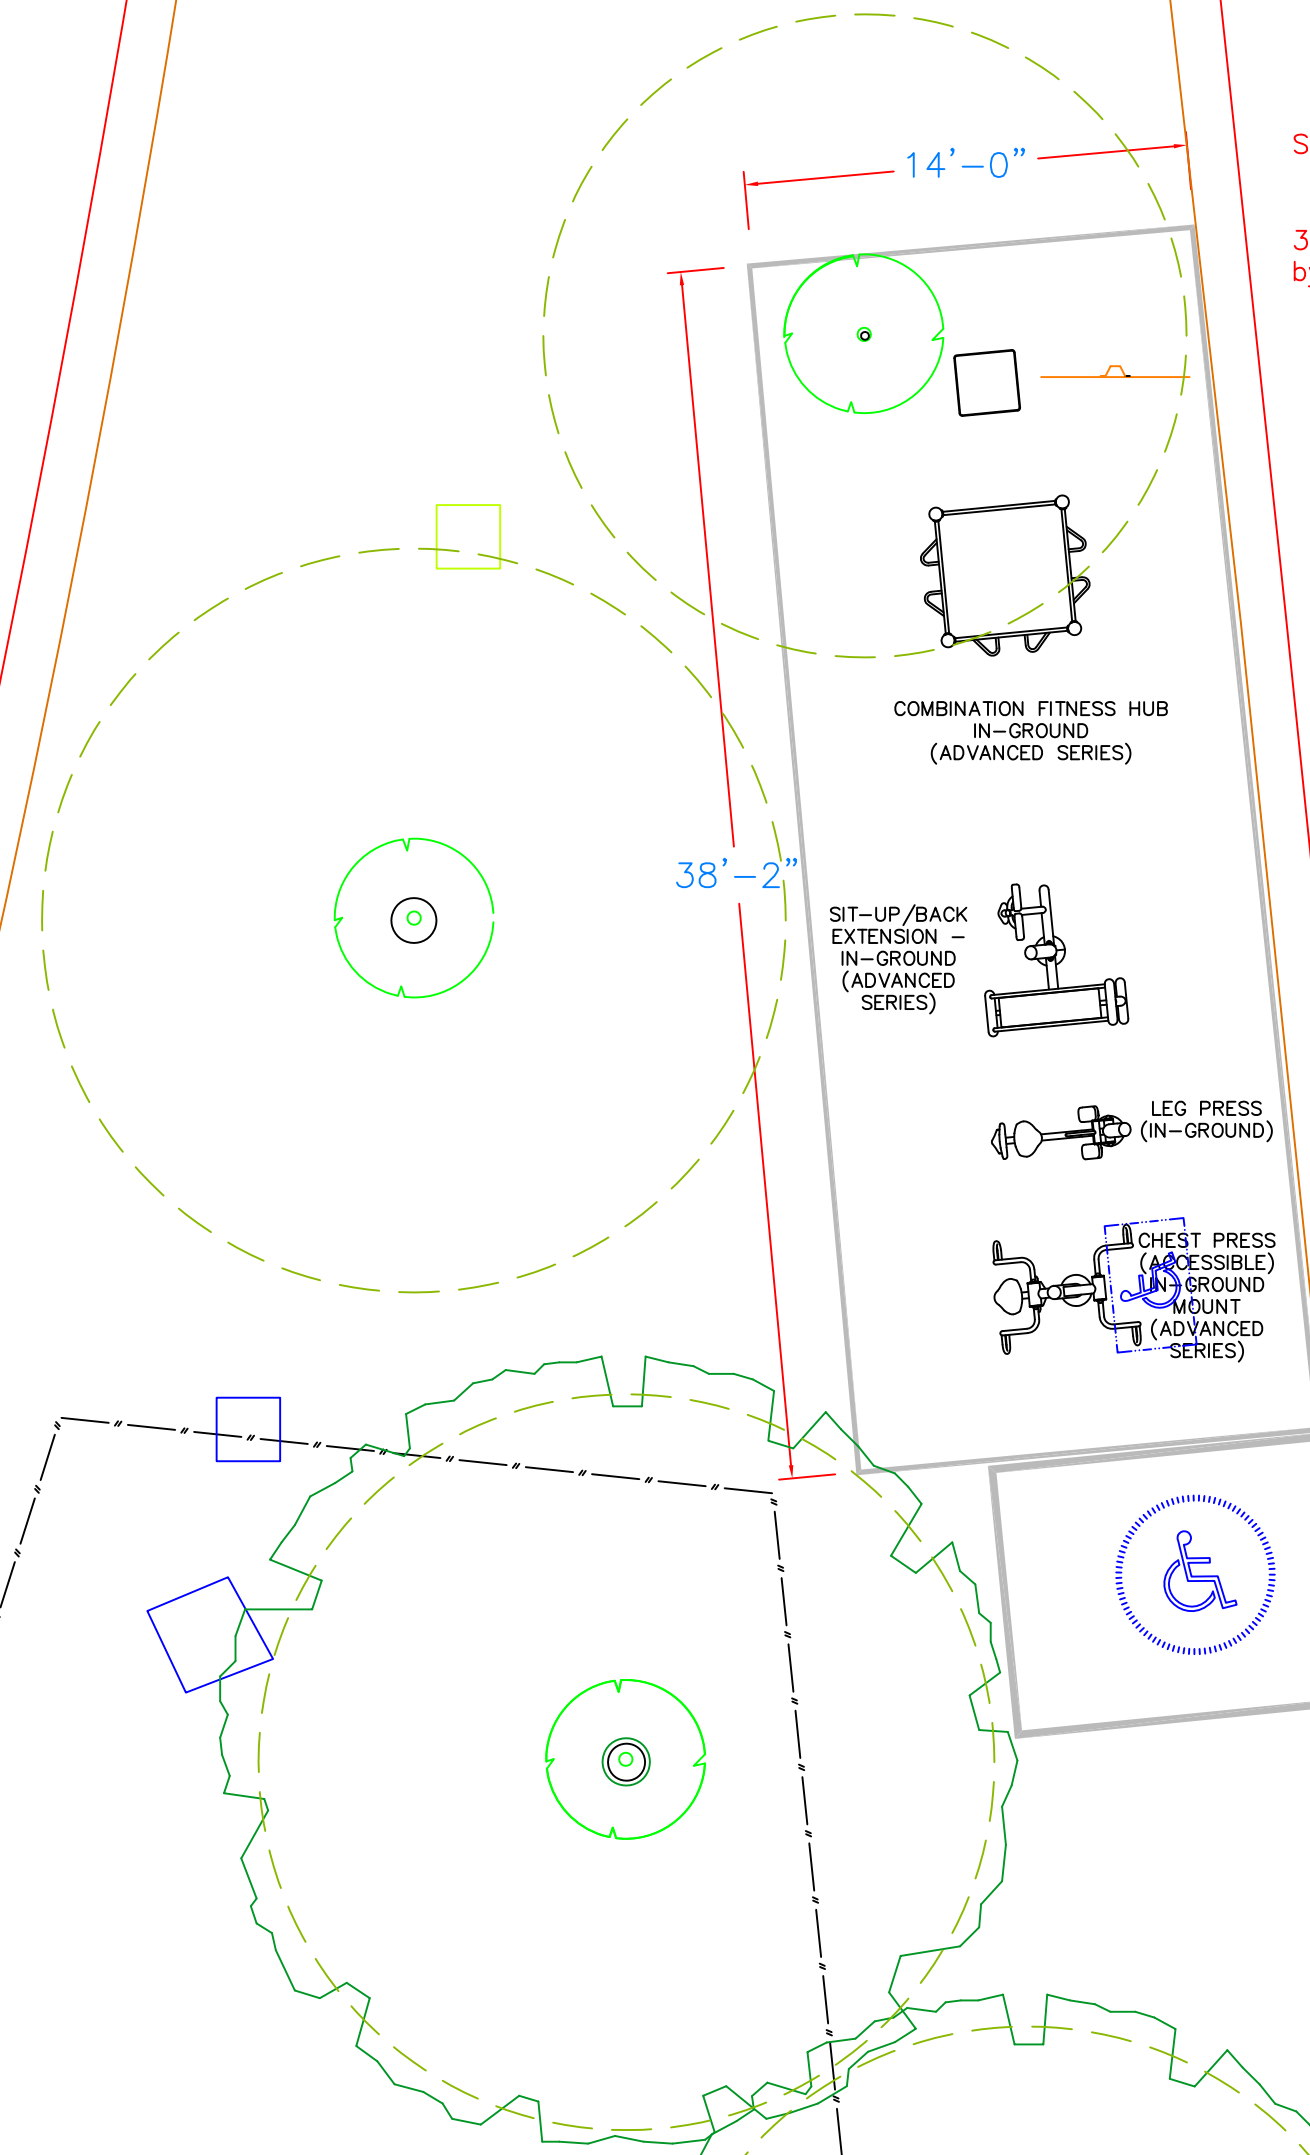 14'-0"
38'-2"
COMBINATION FITNESS HUB
IN-GROUND
(ADVANCED SERIES)
SIT-UP/BACK
EXTENSION -
IN-GROUND
(ADVANCED
SERIES)
LEG PRESS
(IN-GROUND)
CHEST PRESS
(ACCESSIBLE)
IN-GROUND
MOUNT
(ADVANCED
SERIES)